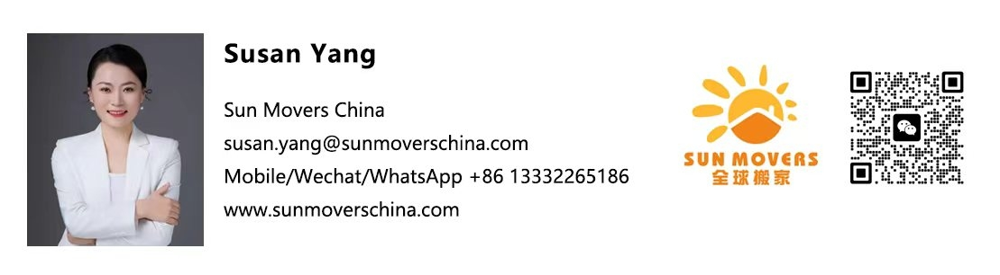 Susan Yang
Sun Movers China
susan.yang@sunmoverschina.com
Mobile/Wechat/WhatsApp +86 13332265186
www.sunmoverschina.com
SUN MOVERS
全球搬家